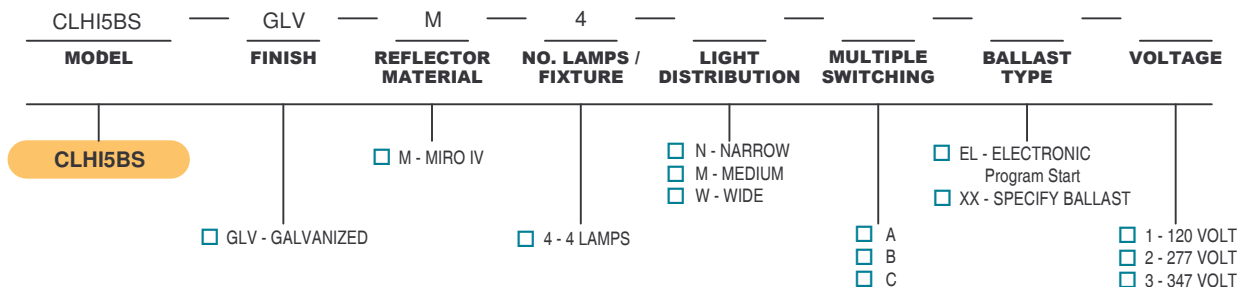 CLHI5BS — GLV — M — 4 — — — —
MODEL FINISH REFLECTOR MATERIAL NO. LAMPS / FIXTURE LIGHT DISTRIBUTION MULTIPLE SWITCHING BALLAST TYPE VOLTAGE
CLHI5BS
GLV - GALVANIZED
M - MIRO IV
4 - 4 LAMPS
N - NARROW
M - MEDIUM
W - WIDE
A
B
C
EL - ELECTRONIC
Program Start
XX - SPECIFY BALLAST
1 - 120 VOLT
2 - 277 VOLT
3 - 347 VOLT